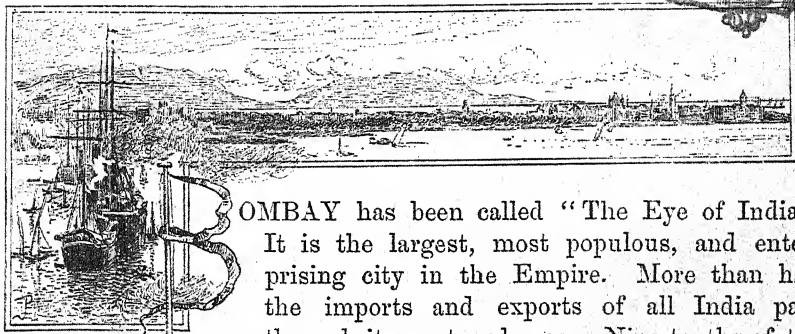 BOMBAY has been called “The Eye of India
It is the largest, most populous, and ente
prising city in the Empire. More than h
the imports and exports of all India pa